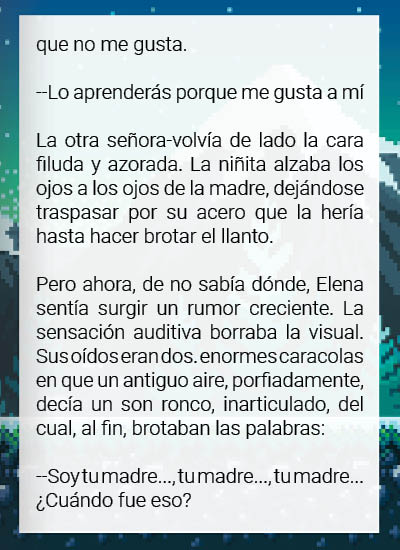 que no me gusta.
--Lo aprenderás porque me gusta a mí
La otra señora-volvía de lado la cara
filuda y azorada. La niñita alzaba los
ojos a los ojos de la madre, dejándose
traspasar por su acero que la hería
hasta hacer brotar el llanto.
Pero ahora, de no sabía dónde, Elena
sentía surgir un rumor creciente. La
sensación auditiva borraba la visual.
Sus oídos eran dos. enormes caracolas
en que un antiguo aire, porfiadamente,
decía un son ronco, inarticulado, del
cual, al fin, brotaban las palabras:
--Soy tu madre..., tu madre..., tu madre...
¿Cuándo fue eso?